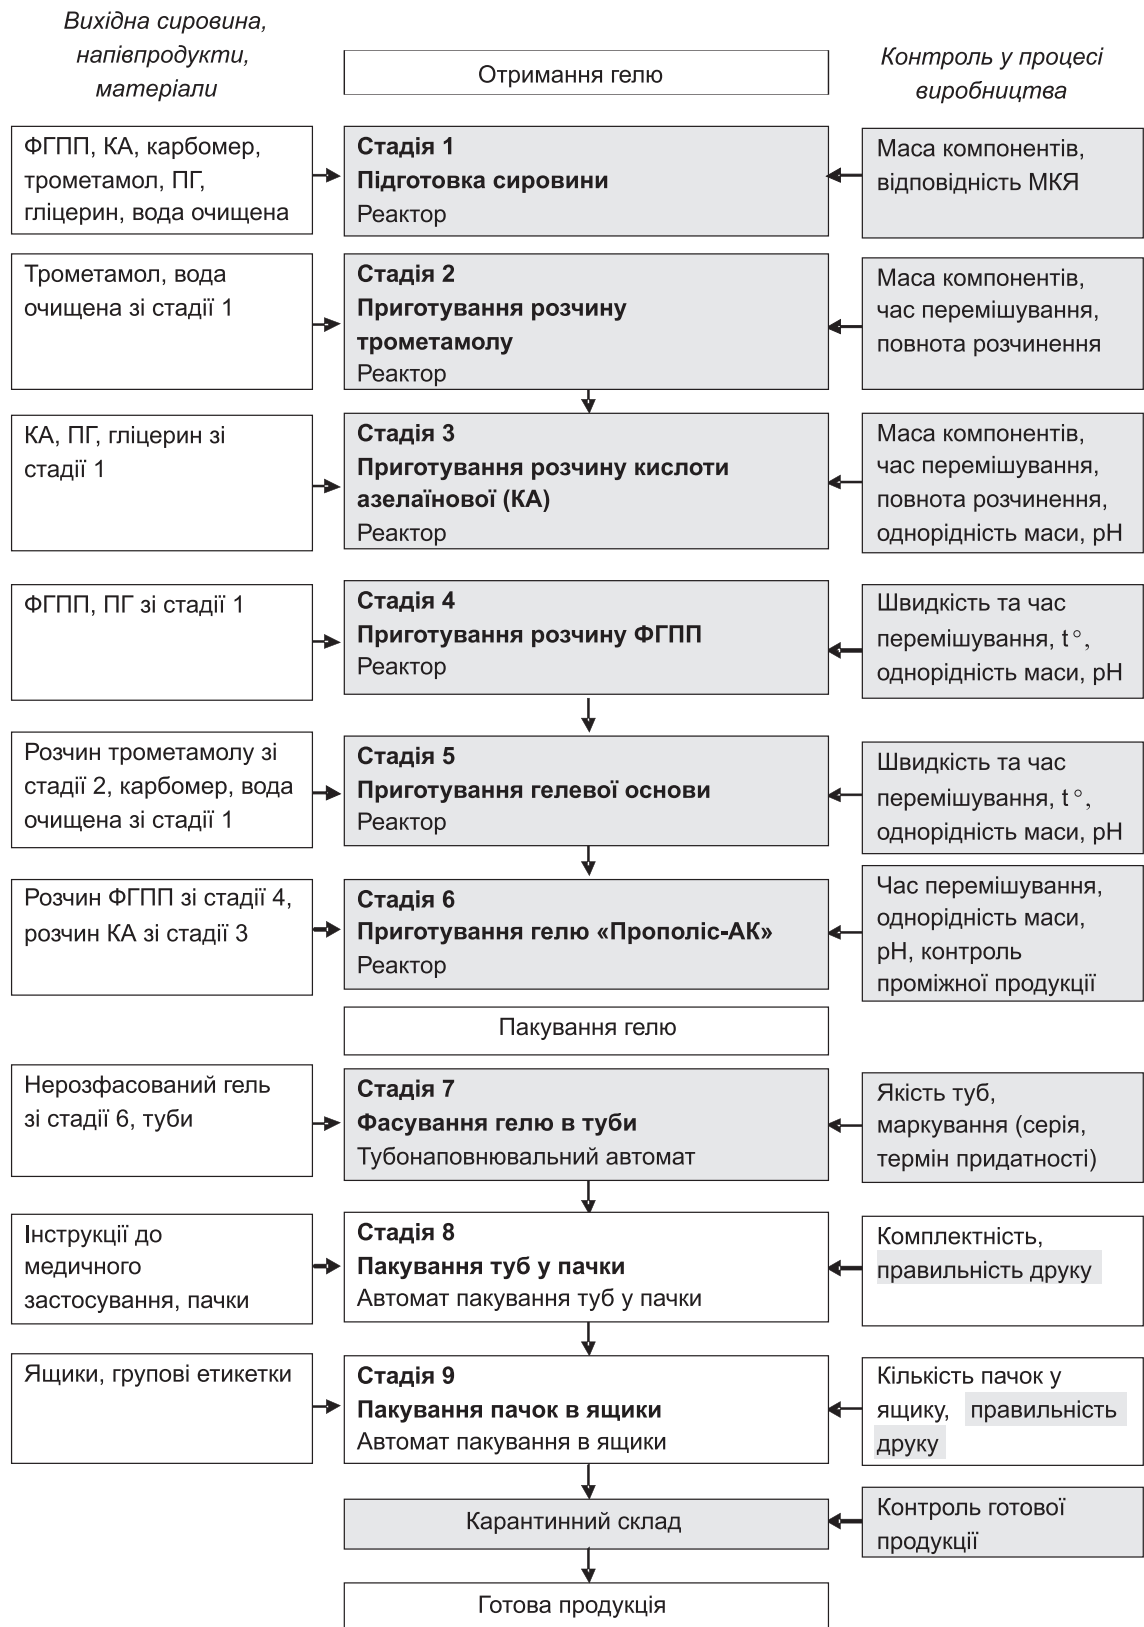 Вихідна сировина,
напівпродукти,
матеріали
Отримання гелю
Контроль у процесі
виробництва
ФГПП, КА, карбомер,
трометамол, ПГ,
гліцерин, вода очищена
Стадія 1
Підготовка сировини
Реактор
Маса компонентів,
відповідність МКЯ
Трометамол, вода
очищена зі стадії 1
Стадія 2
Приготування розчину
трометамолу
Реактор
Маса компонентів,
час перемішування,
повнота розчинення
КА, ПГ, гліцерин зі
стадії 1
Стадія 3
Приготування розчину кислоти
азелаїнової (КА)
Реактор
Маса компонентів,
час перемішування,
повнота розчинення,
однорідність маси, pH
ФГПП, ПГ зі стадії 1
Стадія 4
Приготування розчину ФГПП
Реактор
Швидкість та час
перемішування, t°,
однорідність маси, pH
Розчин трометамолу зі
стадії 2, карбомер, вода
очищена зі стадії 1
Стадія 5
Приготування гелевої основи
Реактор
Швидкість та час
перемішування, t°,
однорідність маси, pH
Розчин ФГПП зі стадії 4,
розчин КА зі стадії 3
Стадія 6
Приготування гелю «Прополіс-АК»
Реактор
Час перемішування,
однорідність маси,
pH, контроль
проміжної продукції
Пакування гелю
Нерозфасований гель
зі стадії 6, туби
Стадія 7
Фасування гелю в туби
Тубонаповнювальний автомат
Якість туб,
маркування (серія,
термін придатності)
Інструкції до
медичного
застосування, пачки
Стадія 8
Пакування туб у пачки
Автомат пакування туб у пачки
Комплектність,
правильність друку
Ящики, групові етикетки
Стадія 9
Пакування пачок в ящики
Автомат пакування в ящики
Кількість пачок у
ящику, правильність
друку
Карантинний склад
Контроль готової
продукції
Готова продукція